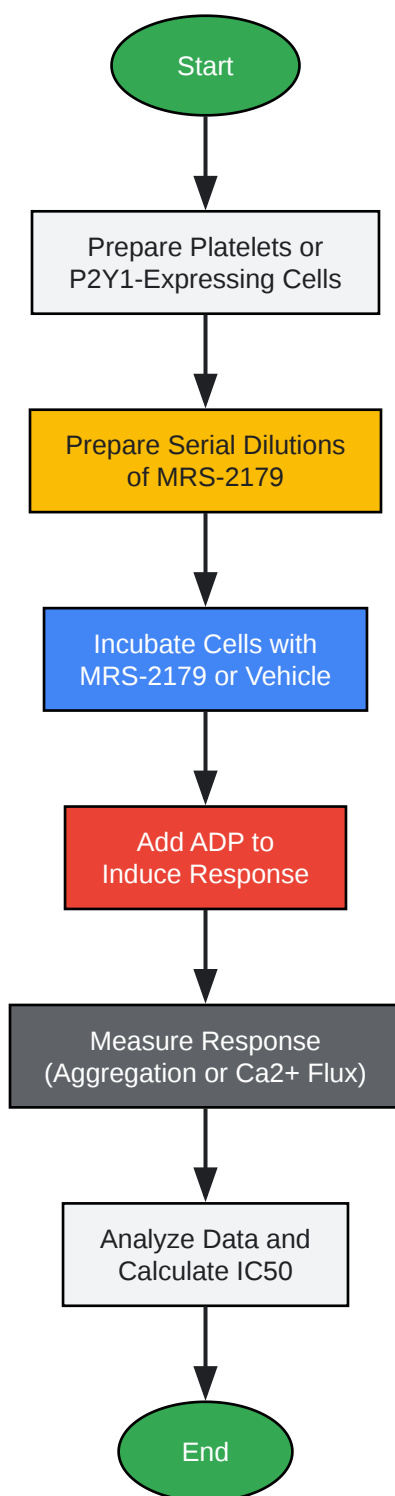 Start
Prepare Platelets or
P2Y1-Expressing Cells
Prepare Serial Dilutions
of MRS-2179
Incubate Cells with
MRS-2179 or Vehicle
Add ADP to
Induce Response
Measure Response
(Aggregation or Ca2+ Flux)
Analyze Data and
Calculate IC50
End